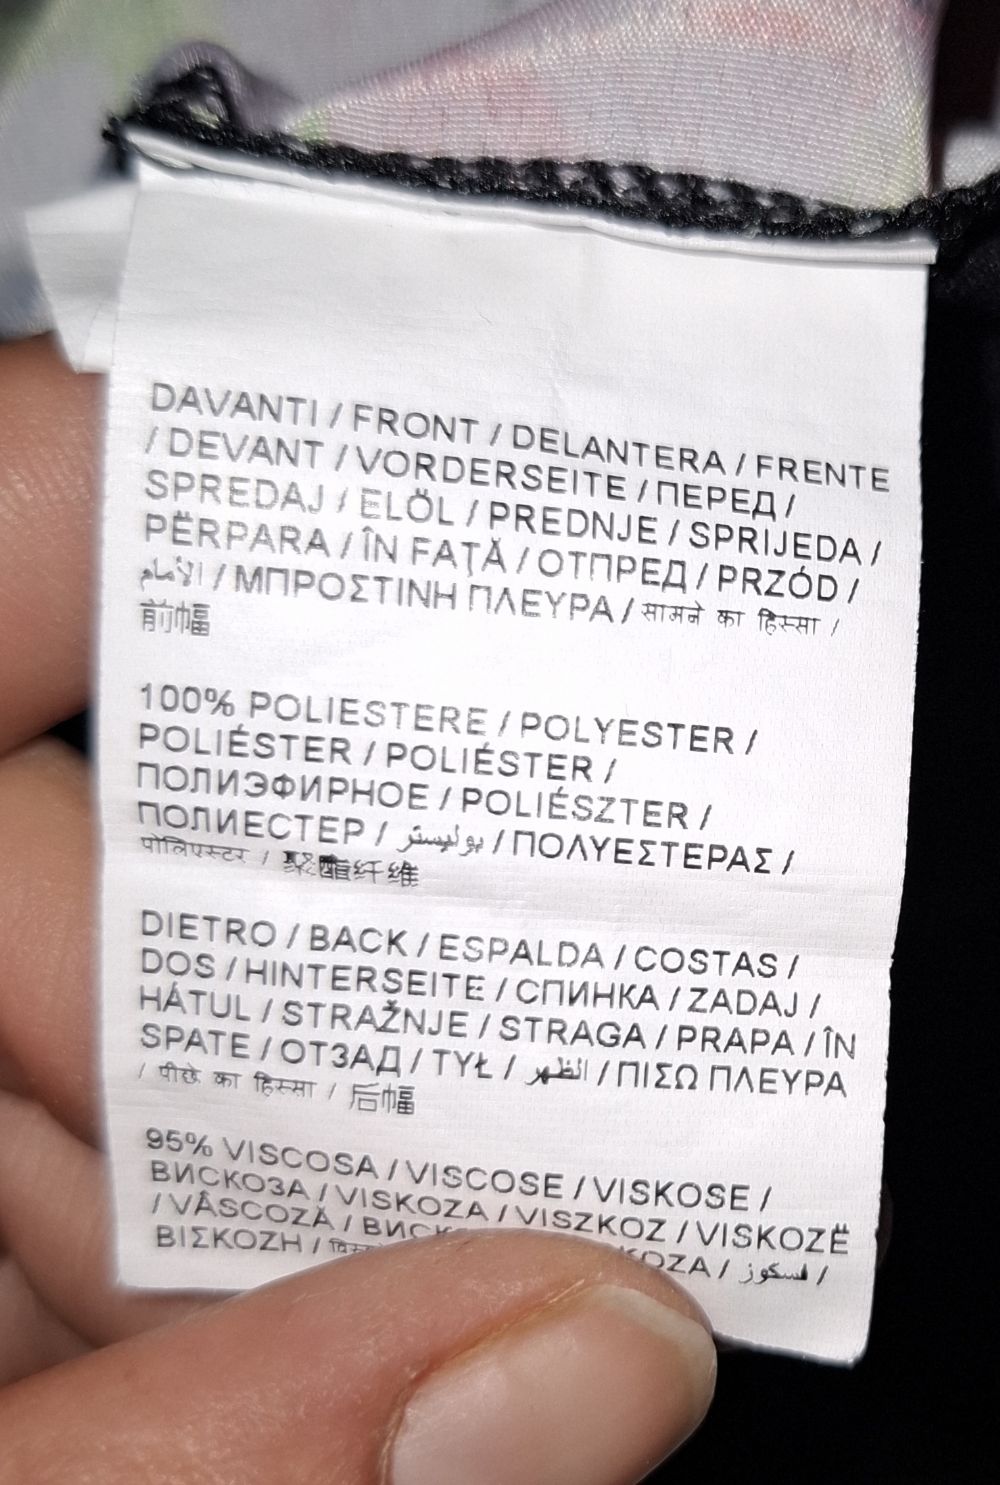 DAVANTI / FRONT / DELANTERA / FRENTE
/ DEVANT / VORDERSEITE / ПЕРЕД /
SPREDAJ / ELÖL / PREDNJE / SPRIJEDA /
PËRPARA / ÎN FAŢĂ / ОТПРЕД / PRZÓD /
الأمام / ΜΠΡΟΣΤΙΝΗ ΠΛΕΥΡΑ / सामने का हिस्सा /
前幅
100% POLIESTERE / POLYESTER /
POLIÉSTER / POLIÉSTER /
ПОЛИЭФИРНОЕ / POLIÉSZTER /
ПОЛИЕСТЕР / بوليستر / ΠΟΛΥΕΣΤΕΡΑΣ /
पोलिएस्टर / 聚酯纤维
DIETRO / BACK / ESPALDA / COSTAS /
DOS / HINTERSEITE / СПИНКА / ZADAJ /
HÁTUL / STRAŽNJE / STRAGA / PRAPA / ÎN
SPATE / ОТЗАД / TYŁ / الظهر / ΠΙΣΩ ΠΛΕΥΡΑ
/ पीछे का हिस्सा / 后幅
95% VISCOSA / VISCOSE / VISKOSE /
ВИСКОЗА / VISKOZA / VISZKOZ / VISKOZË
/ VÂSCOZĂ /
ΒΙΣΚΟΖΗ / / فسكوز /